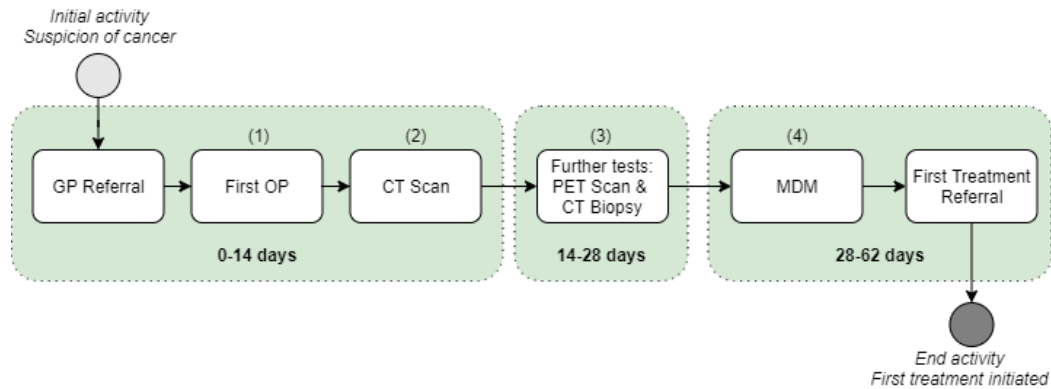 Initial activity
Suspicion of cancer
(1)
(2)
(3)
(4)
GP Referral
First OP
CT Scan
Further tests:
PET Scan &
CT Biopsy
MDM
First Treatment
Referral
0-14 days
14-28 days
28-62 days
End activity
First treatment initiated